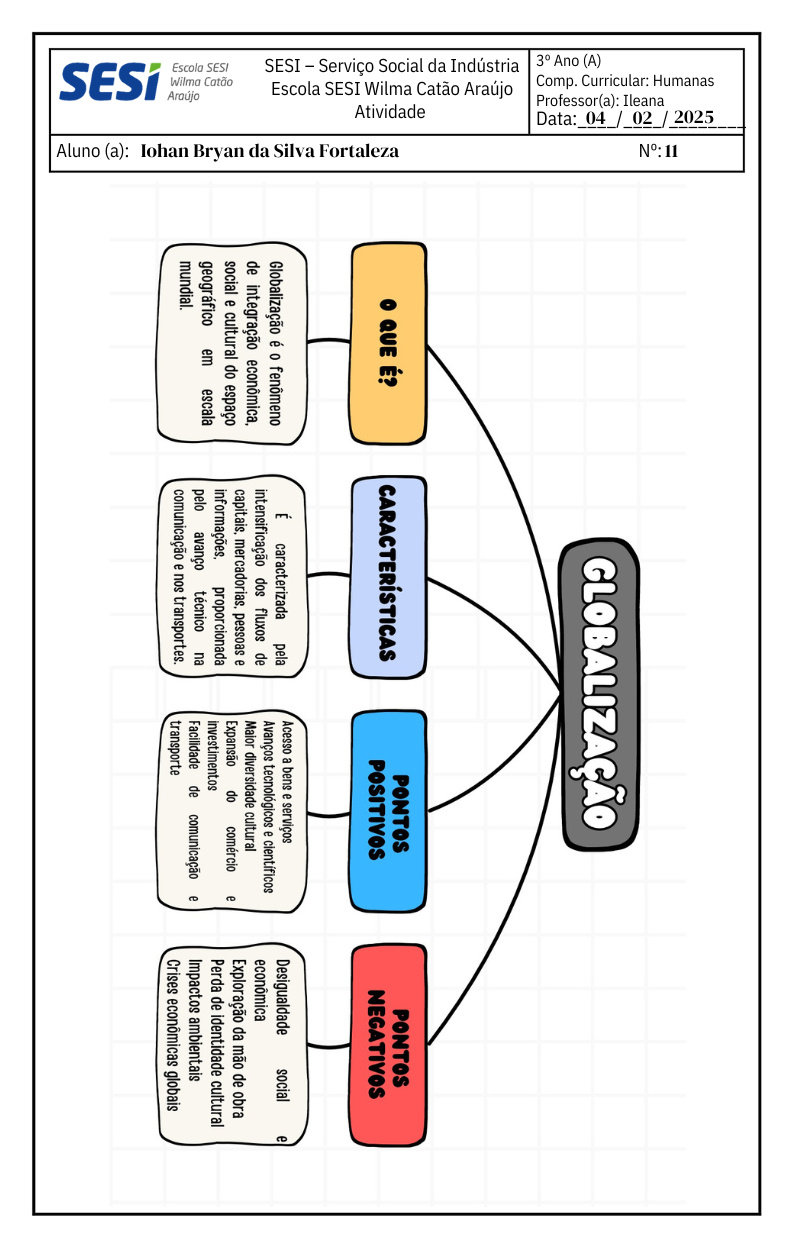 SESI
Escola SESI
Wilma Catão
Araújo
SESI – Serviço Social da Indústria
Escola SESI Wilma Catão Araújo
Atividade
3º Ano (A)
Comp. Curricular: Humanas
Professor(a): Ileana
Data:_04_/_02_/_2025__
Aluno (a): Iohan Bryan da Silva Fortaleza
Nº: 11
GLOBALIZAÇÃO
O QUE É?
Globalização é o fenômeno
de integração econômica,
social e cultural do espaço
geográfico em escala
mundial.
CARACTERÍSTICAS
É caracterizada pela
intensificação dos fluxos de
capitais, mercadorias, pessoas e
informações, proporcionada
pelo avanço técnico na
comunicação e nos transportes.
PONTOS
POSITIVOS
Acesso a bens e serviços
Avanços tecnológicos e científicos
Maior diversidade cultural
Expansão do comércio e
investimentos
Facilidade de comunicação e
transporte
PONTOS
NEGATIVOS
Desigualdade social e
econômica
Exploração da mão de obra
Perda de identidade cultural
Impactos ambientais
Crises econômicas globais